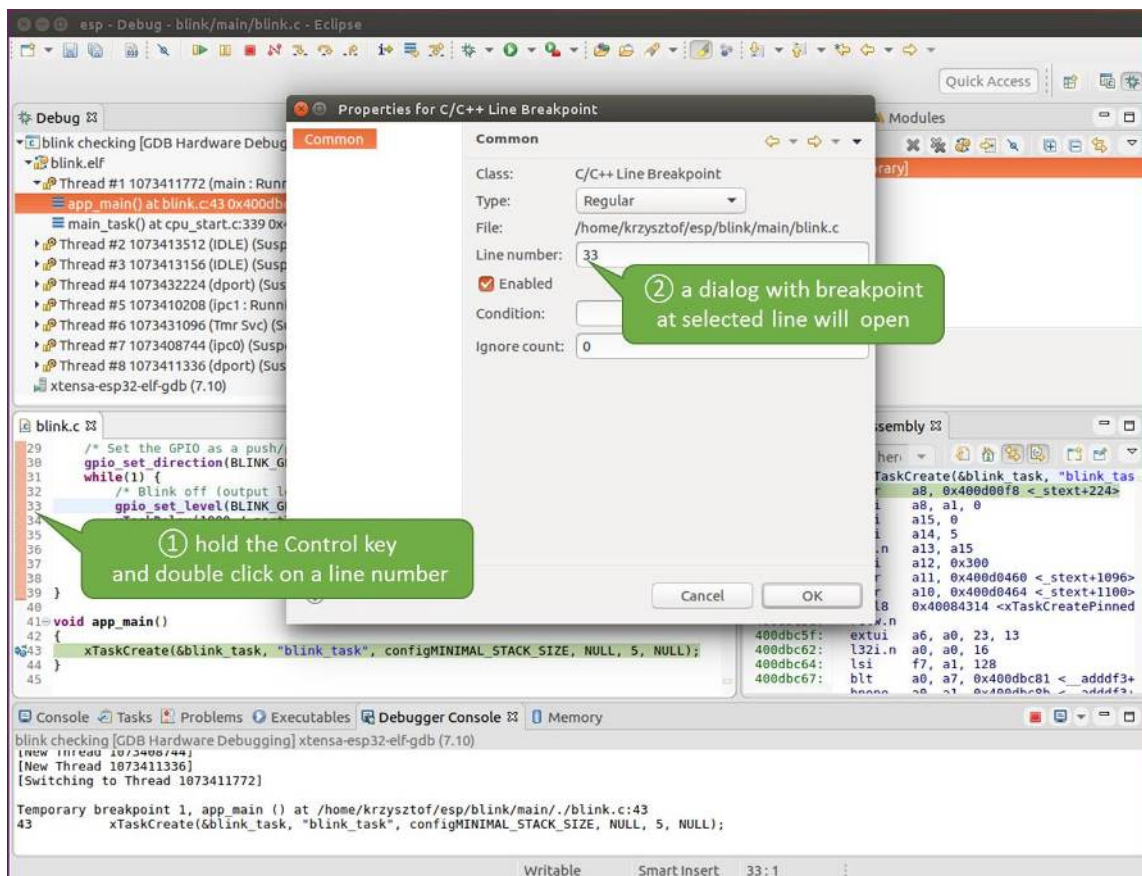 esp - Debug - blink/main/blink.c - Eclipse
Quick Access
Debug
Modules
blink checking [GDB Hardware Debug
blink.elf
Thread #1 1073411772 (main : Runn
app_main() at blink.c:43 0x400dbc
main_task() at cpu_start.c:339 0x4
Thread #2 1073413512 (IDLE) (Susp
Thread #3 1073413156 (IDLE) (Susp
Thread #4 1073432224 (dport) (Sus
Thread #5 1073410208 (ipc1 : Runni
Thread #6 1073431096 (Tmr Svc) (S
Thread #7 1073408744 (ipc0) (Susp
Thread #8 1073411336 (dport) (Sus
xtensa-esp32-elf-gdb (7.10)
rary]
Properties for C/C++ Line Breakpoint
Common
Common
Class: C/C++ Line Breakpoint
Type: Regular
File: /home/krzysztof/esp/blink/main/blink.c
Line number: 33
Enabled
Condition:
Ignore count: 0
② a dialog with breakpoint
at selected line will open
Cancel OK
blink.c
29 /* Set the GPIO as a push/
30 gpio_set_direction(BLINK_G
31 while(1) {
32 /* Blink off (output l
33 gpio_set_level(BLINK_G
34
35
36
37
38
39 }
40
41 void app_main()
42 {
43 xTaskCreate(&blink_task, "blink_task", configMINIMAL_STACK_SIZE, NULL, 5, NULL);
44 }
45
① hold the Control key
and double click on a line number
ssembly
TaskCreate(&blink_task, "blink_tas
a8, 0x400d00f8 <_stext+224>
a8, a1, 0
a15, 0
a14, 5
.n a13, a15
a12, 0x300
a11, 0x400d0460 <_stext+1096>
a10, 0x400d0464 <_stext+1100>
l8 0x40084314 <xTaskCreatePinned
400dbc5f: extui a6, a0, 23, 13
400dbc62: l32i.n a0, a0, 16
400dbc64: lsi f7, a1, 128
400dbc67: blt a0, a7, 0x400dbc81 <__adddf3+
Console Tasks Problems Executables Debugger Console Memory
blink checking [GDB Hardware Debugging] xtensa-esp32-elf-gdb (7.10)
[New Thread 1073408744]
[New Thread 1073411336]
[Switching to Thread 1073411772]
Temporary breakpoint 1, app_main () at /home/krzysztof/esp/blink/main/./blink.c:43
43 xTaskCreate(&blink_task, "blink_task", configMINIMAL_STACK_SIZE, NULL, 5, NULL);
Writable Smart Insert 33 : 1